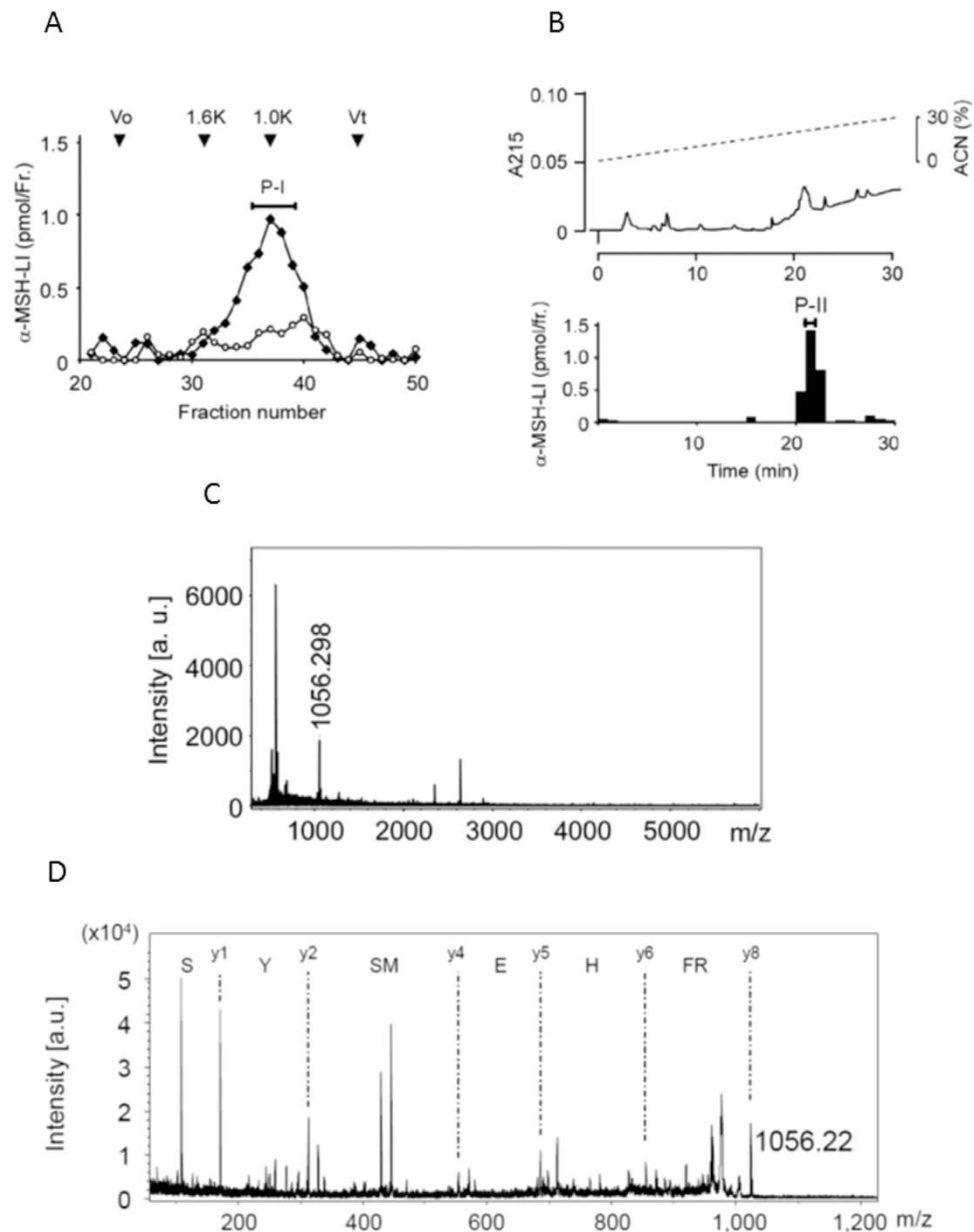 A
Vo 1.6K 1.0K Vt
P-I
α-MSH-LI (pmol/Fr.)
1.5
1.0
0.5
0
20 30 40 50
Fraction number
B
A215
0.10
0.05
0
30
0
ACN (%)
0 10 20 30
P-II
α-MSH-LI (pmol/Fr.)
1.5
1.0
0.5
0
10 20 30
Time (min)
C
Intensity [a. u.]
6000
4000
2000
0
1056.298
1000 2000 3000 4000 5000 m/z
D
(x10⁴)
S y1 Y y2 SM y4 E y5 H y6 FR y8
Intensity [a.u.]
5
4
3
2
1
0
1056.22
200 400 600 800 1,000 1,200 m/z